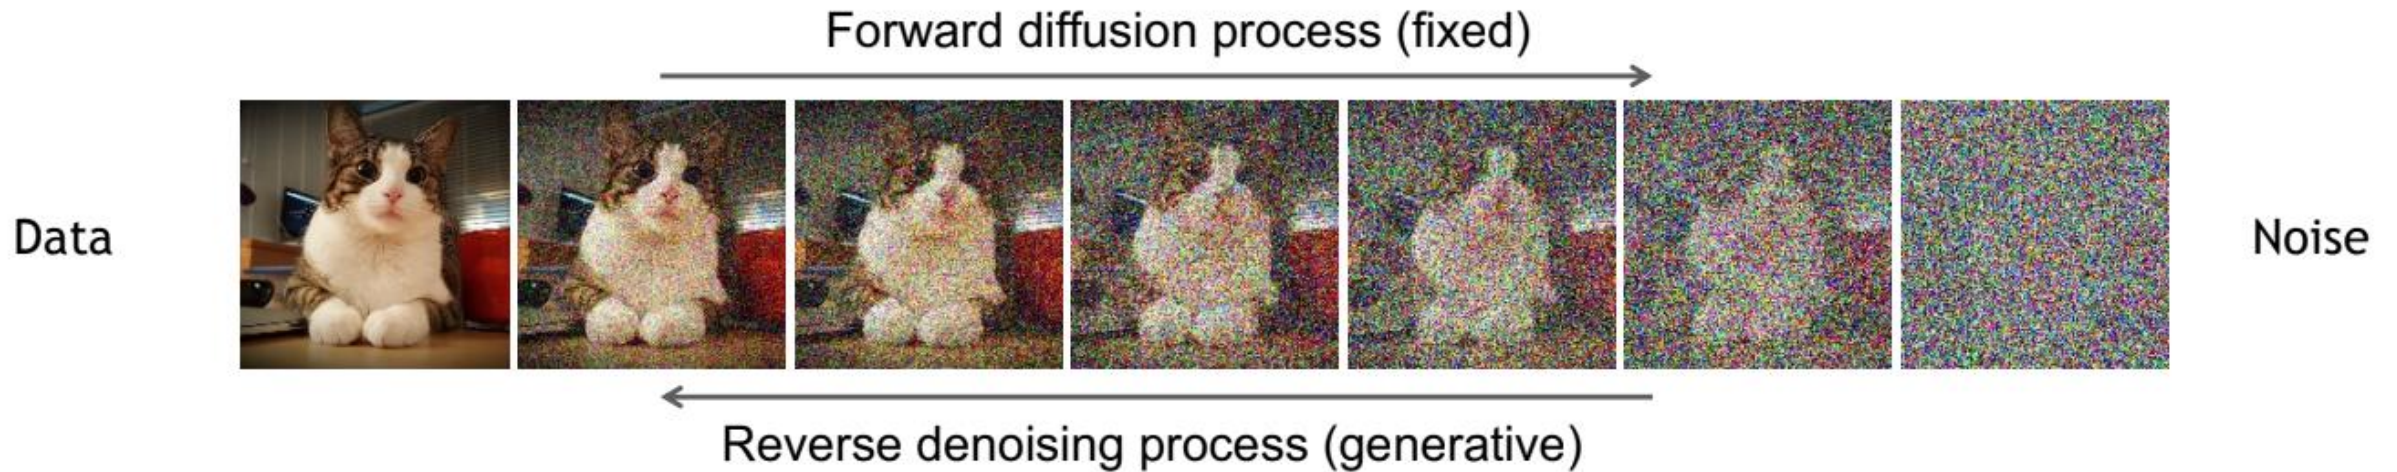 Forward diffusion process (fixed)
Data
Noise
Reverse denoising process (generative)